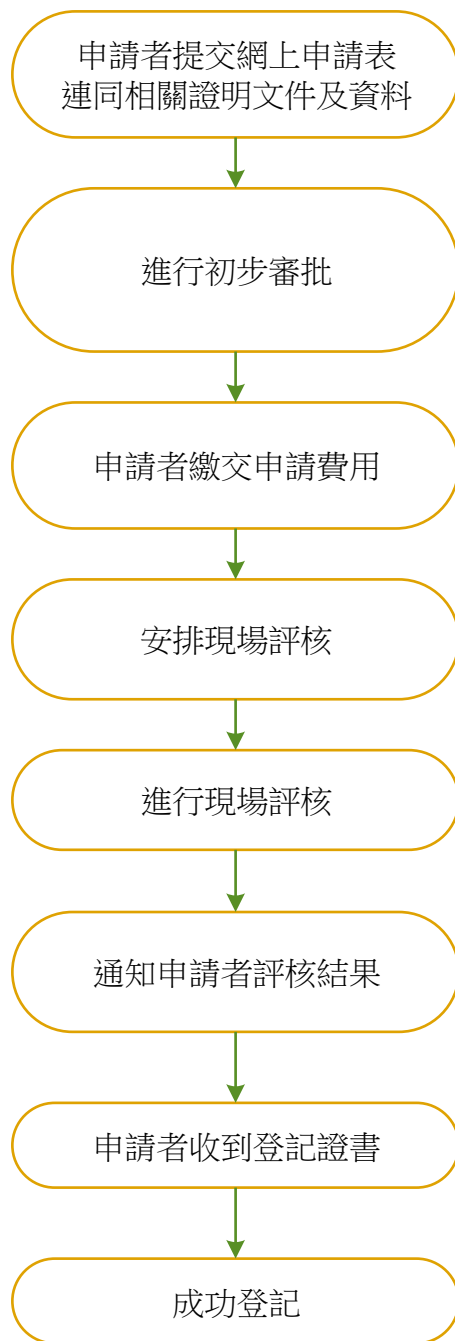 申請者提交網上申請表
連同相關證明文件及資料
進行初步審批
申請者繳交申請費用
安排現場評核
進行現場評核
通知申請者評核結果
申請者收到登記證書
成功登記